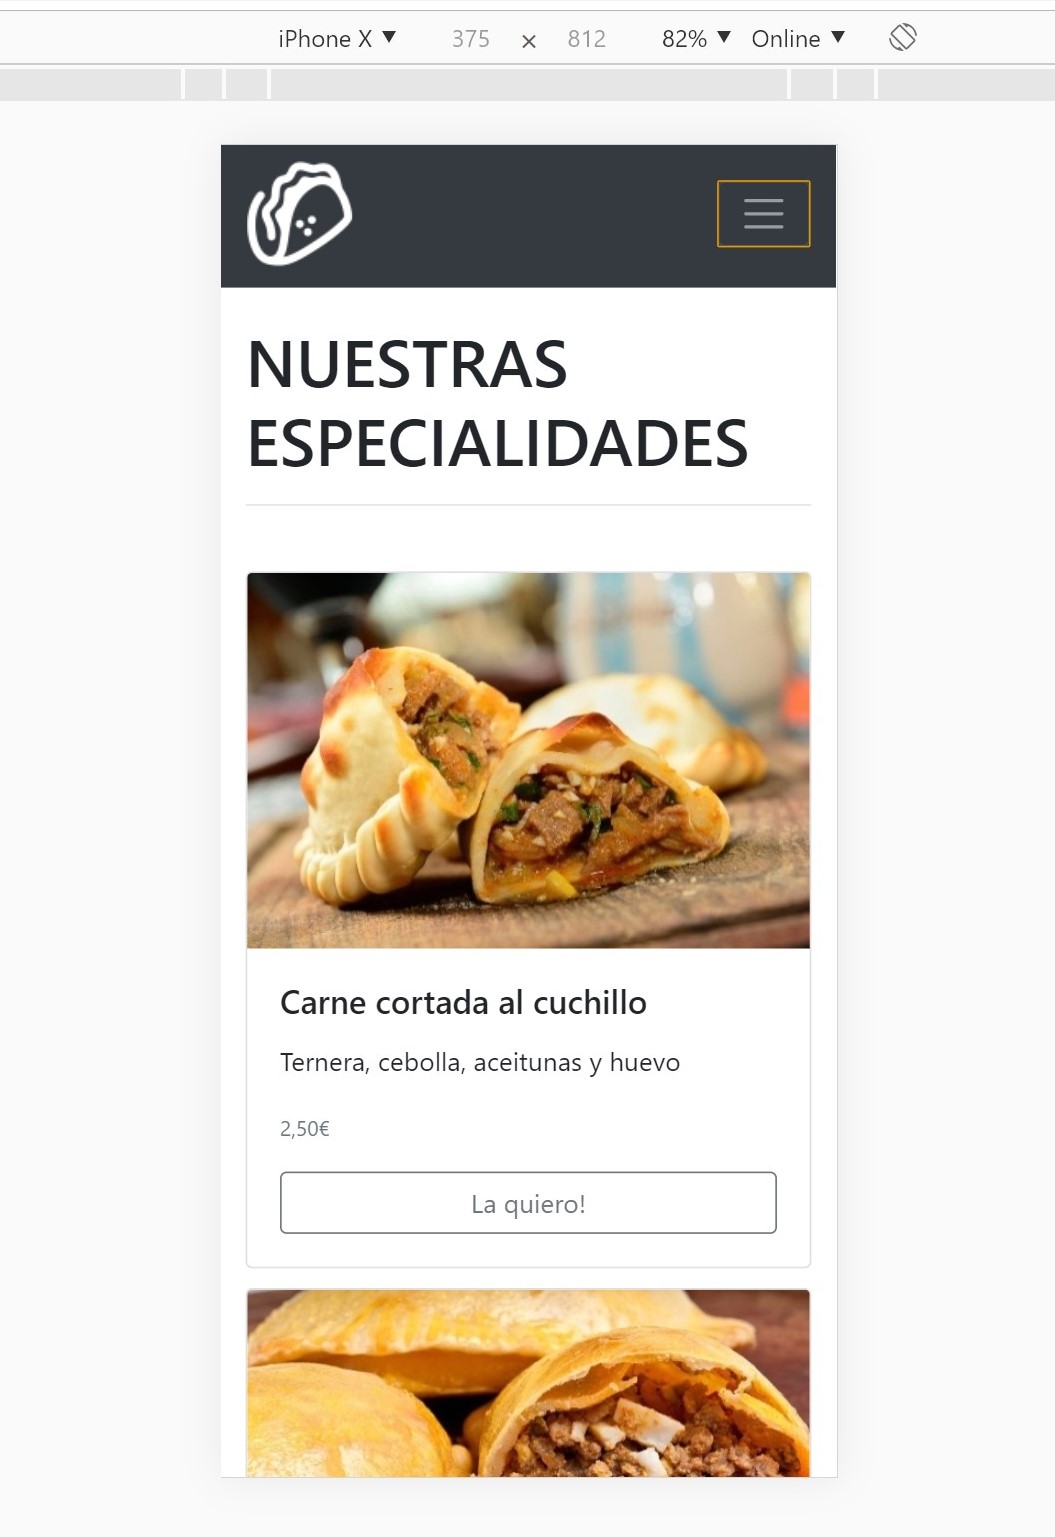 iPhone X ▼ 375 × 812 82% ▼ Online ▼
NUESTRAS
ESPECIALIDADES
Carne cortada al cuchillo
Ternera, cebolla, aceitunas y huevo
2,50€
La quiero!